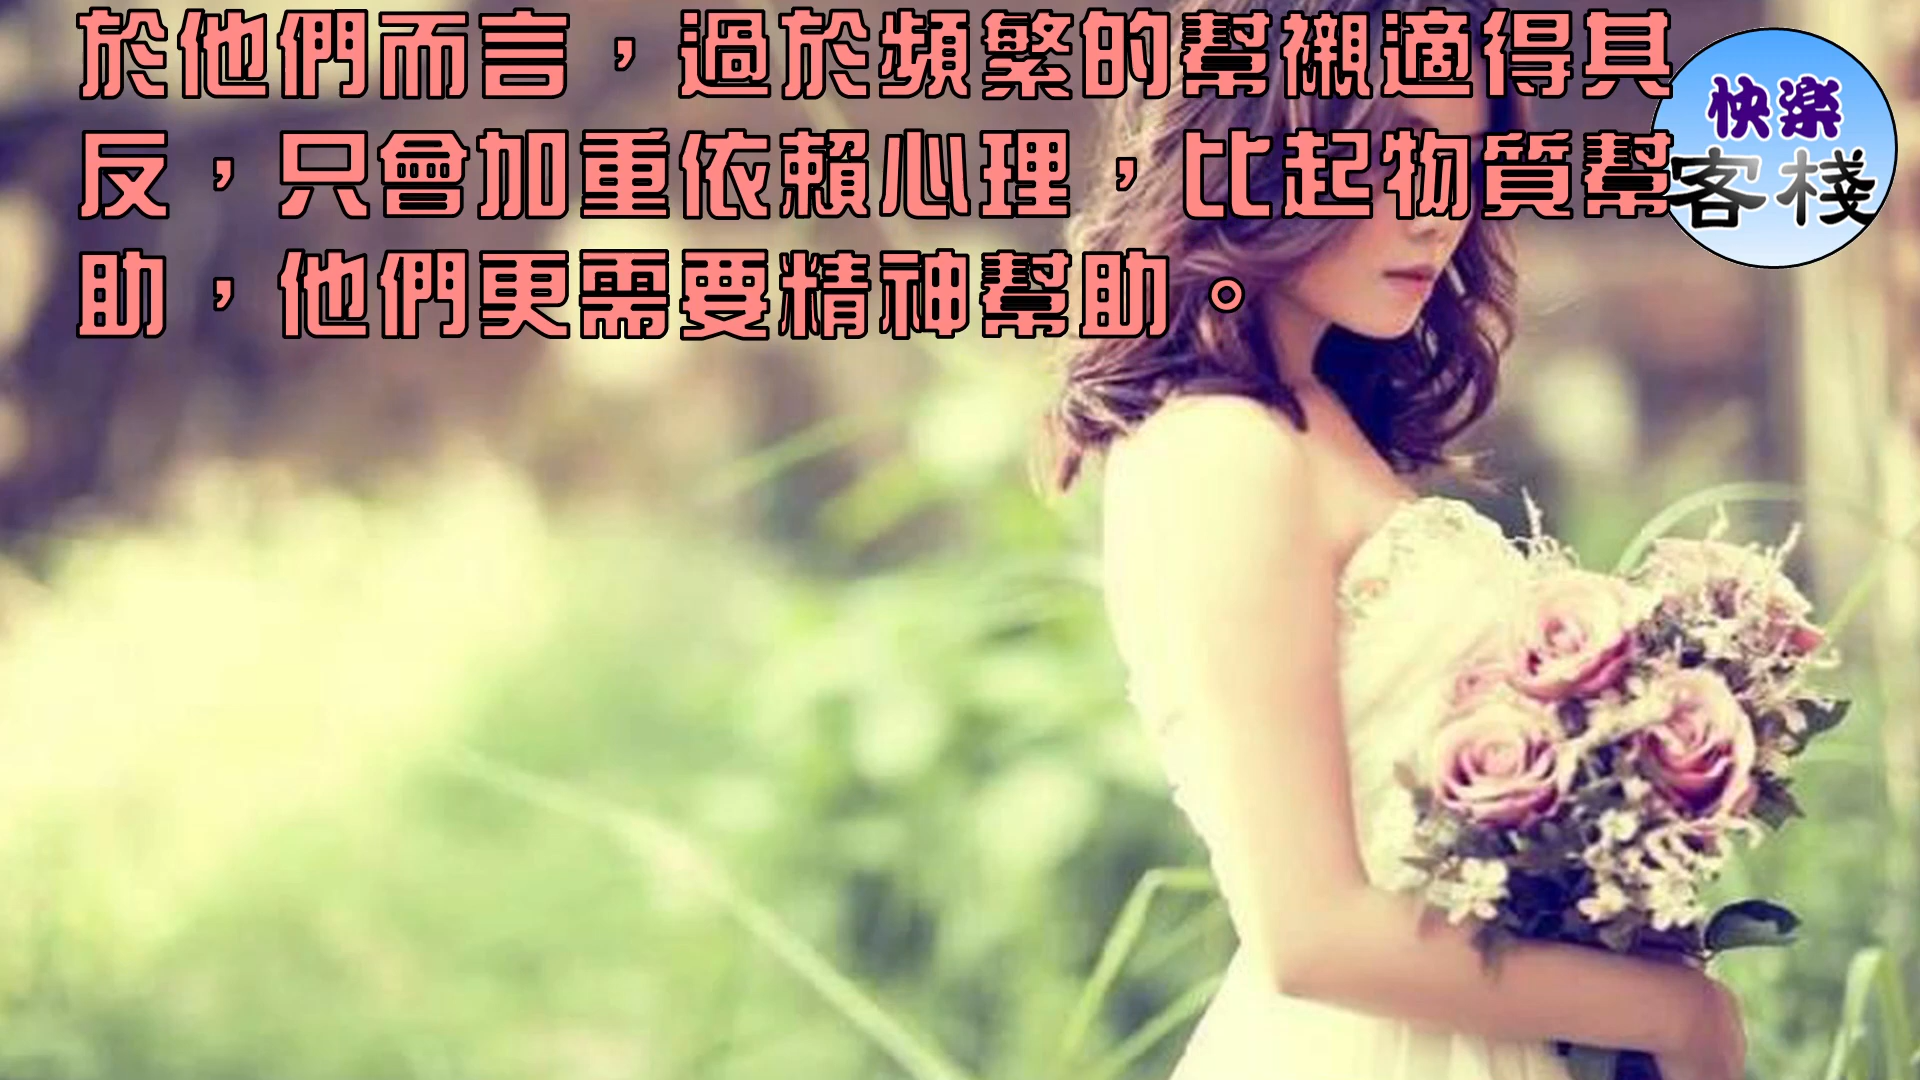 於他們而言，過於頻繁的幫襯適得其
反，只會加重依賴心理，比起物質幫
助，他們更需要精神幫助。
快樂
客棧